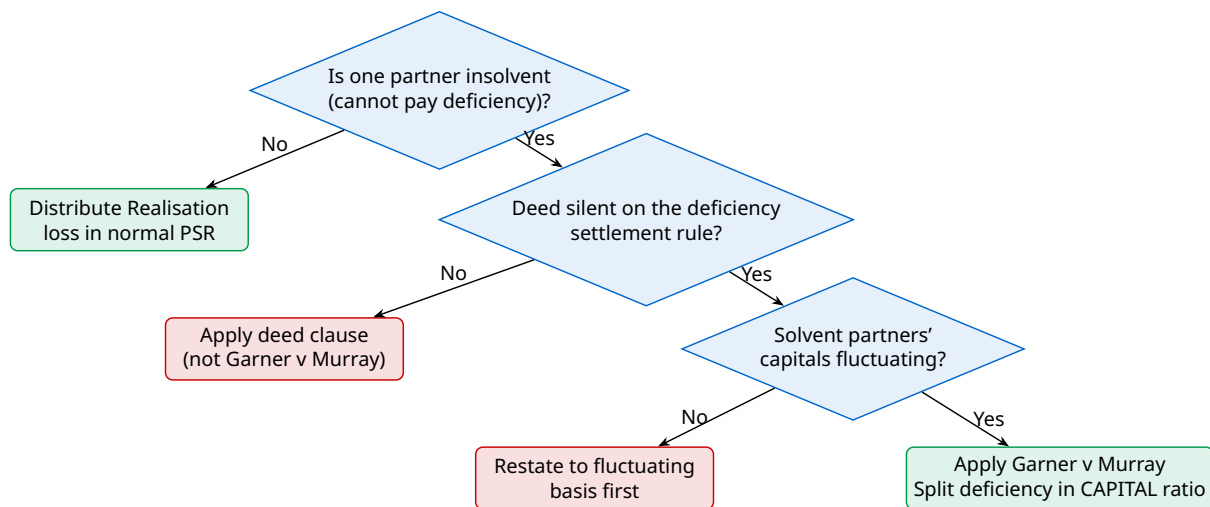 Is one partner insolvent
(cannot pay deficiency)?
No
Yes
Distribute Realisation
loss in normal PSR
Deed silent on the deficiency
settlement rule?
No
Yes
Apply deed clause
(not Garner v Murray)
Solvent partners’
capitals fluctuating?
No
Yes
Restate to fluctuating
basis first
Apply Garner v Murray
Split deficiency in CAPITAL ratio